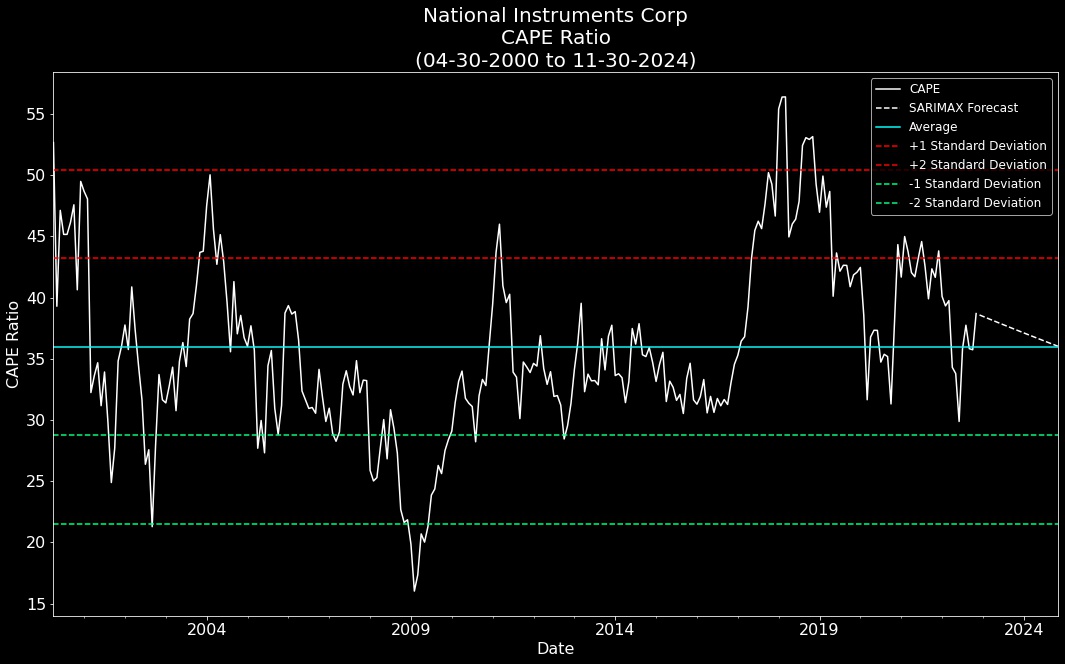 National Instruments Corp
CAPE Ratio
(04-30-2000 to 11-30-2024)
CAPE
SARIMAX Forecast
Average
+1 Standard Deviation
+2 Standard Deviation
-1 Standard Deviation
-2 Standard Deviation
CAPE Ratio
55
50
45
40
35
30
25
20
15
2004
2009
2014
2019
2024
Date